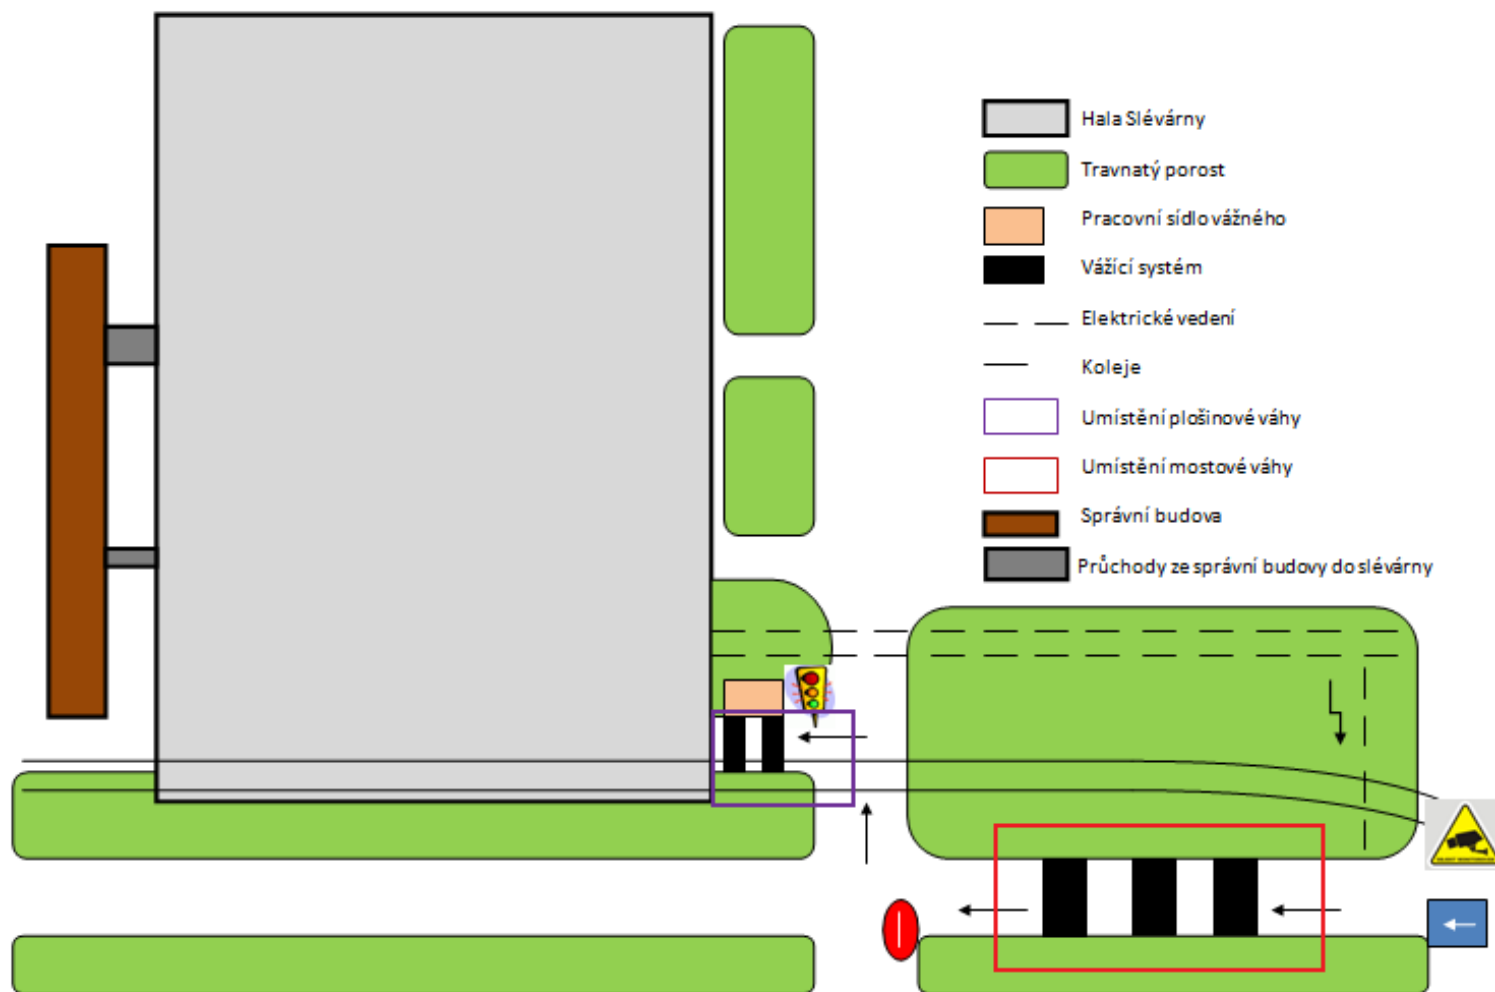 Hala Slévárny
Travnatý porost
Pracovní sídlo vážného
Vážící systém
Elektrické vedení
Koleje
Umístění plošinové váhy
Umístění mostové váhy
Správní budova
Průchody ze správní budovy do slévárny